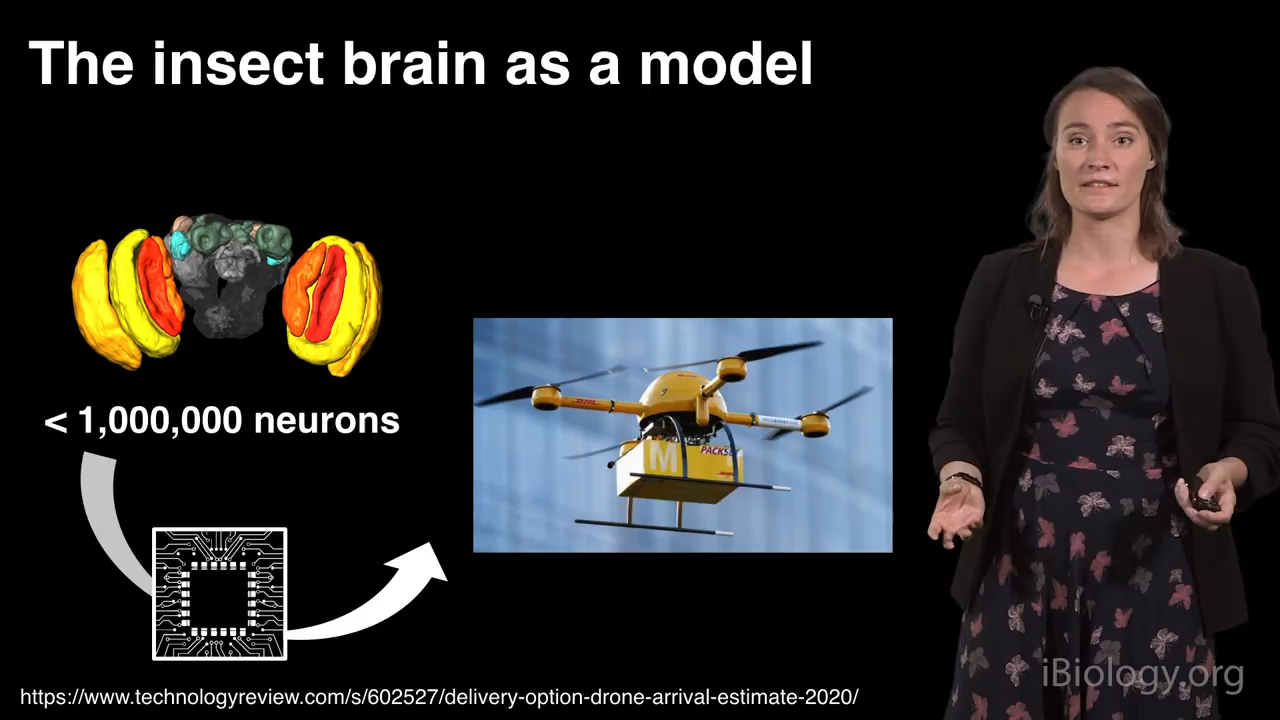 The insect brain as a model
< 1,000,000 neurons
M
https://www.technologyreview.com/s/602527/delivery-option-drone-arrival-estimate-2020/
iBiology.org